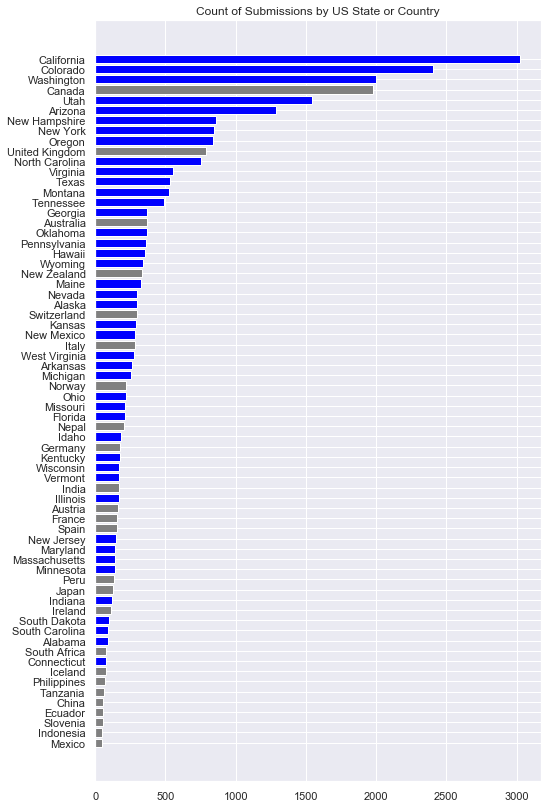 Count of Submissions by US State or Country
California
Colorado
Washington
Canada
Utah
Arizona
New Hampshire
New York
Oregon
United Kingdom
North Carolina
Virginia
Texas
Montana
Tennessee
Georgia
Australia
Oklahoma
Pennsylvania
Hawaii
Wyoming
New Zealand
Maine
Nevada
Alaska
Switzerland
Kansas
New Mexico
Italy
West Virginia
Arkansas
Michigan
Norway
Ohio
Missouri
Florida
Nepal
Idaho
Germany
Kentucky
Wisconsin
Vermont
India
Illinois
Austria
France
Spain
New Jersey
Maryland
Massachusetts
Minnesota
Peru
Japan
Indiana
Ireland
South Dakota
South Carolina
Alabama
South Africa
Connecticut
Iceland
Philippines
Tanzania
China
Ecuador
Slovenia
Indonesia
Mexico
0 500 1000 1500 2000 2500 3000